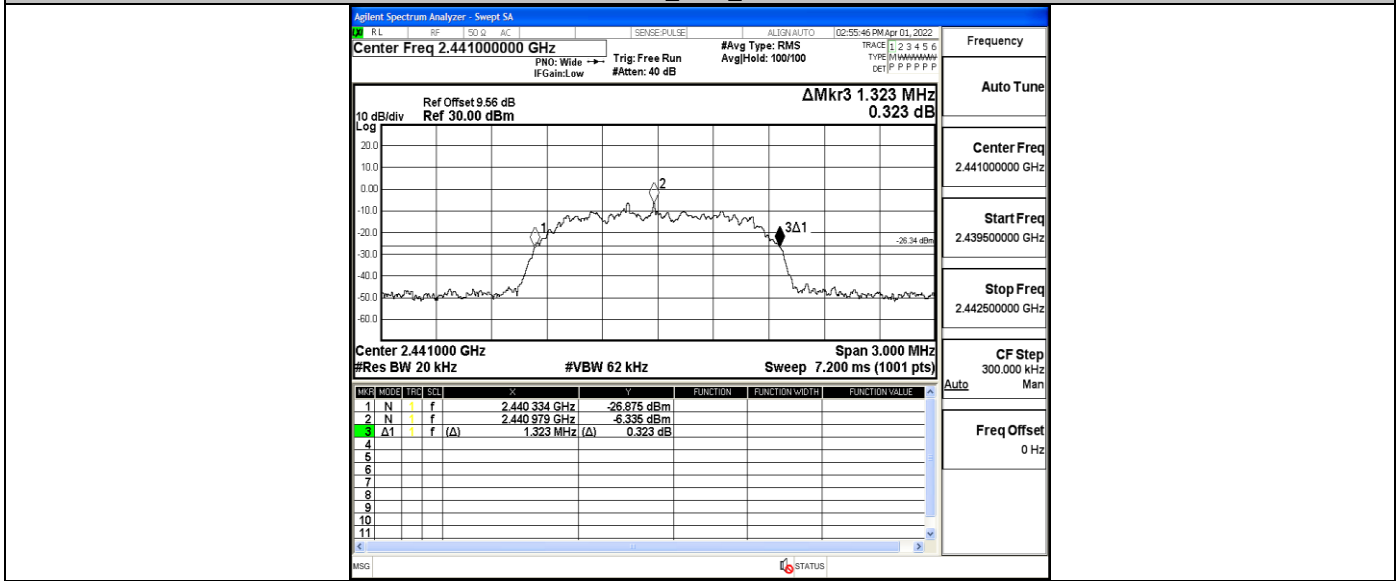 Agilent Spectrum Analyzer - Swept SA
RL RF 50 Ω AC SENSE:PULSE ALIGNAUTO 02:55:46 PM Apr 01, 2022
Center Freq 2.441000000 GHz
PNO: Wide
IFGain:Low
Trig: Free Run
#Atten: 40 dB
#Avg Type: RMS
Avg|Hold: 100/100
TRACE 1 2 3 4 5 6
TYPE M W W W W W
DET P P P P P P
Frequency
Auto Tune
Center Freq
2.441000000 GHz
Start Freq
2.439500000 GHz
Stop Freq
2.442500000 GHz
CF Step
300.000 kHz
Auto Man
Freq Offset
0 Hz
ΔMkr3 1.323 MHz
0.323 dB
Ref Offset 9.56 dB
10 dB/div Ref 30.00 dBm
Log
20.0
10.0
0.00
-10.0
-20.0
-30.0
-40.0
-50.0
-60.0
1
2
3Δ1
-26.34 dBm
Center 2.441000 GHz Span 3.000 MHz
#Res BW 20 kHz #VBW 62 kHz Sweep 7.200 ms (1001 pts)
MKR MODE TRC SCL X Y FUNCTION FUNCTION WIDTH FUNCTION VALUE
1 N 1 f 2.440 334 GHz -26.875 dBm
2 N 1 f 2.440 979 GHz -6.335 dBm
3 Δ1 1 f (Δ) 1.323 MHz (Δ) 0.323 dB
4
5
6
7
8
9
10
11
MSG STATUS